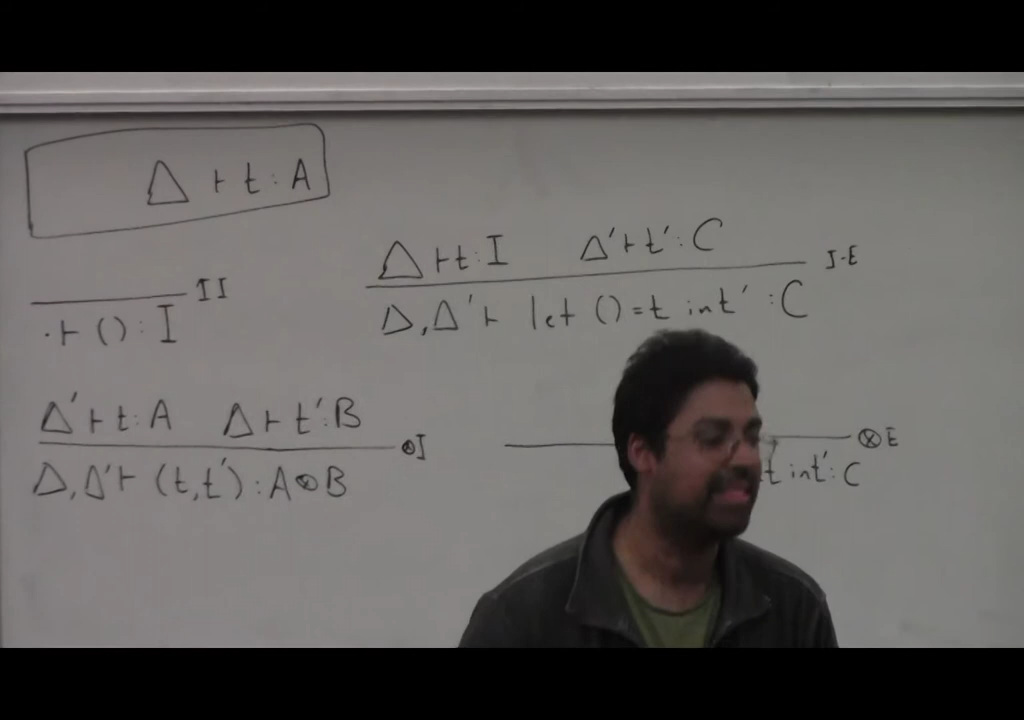 Δ ⊢ t : A
II
· ⊢ () : I
Δ ⊢ t : I Δ' ⊢ t' : C
I-E
Δ, Δ' ⊢ let () = t in t' : C
Δ' ⊢ t : A Δ ⊢ t' : B
⊗I
Δ, Δ' ⊢ (t, t') : A ⊗ B
⊗E
t in t' : C